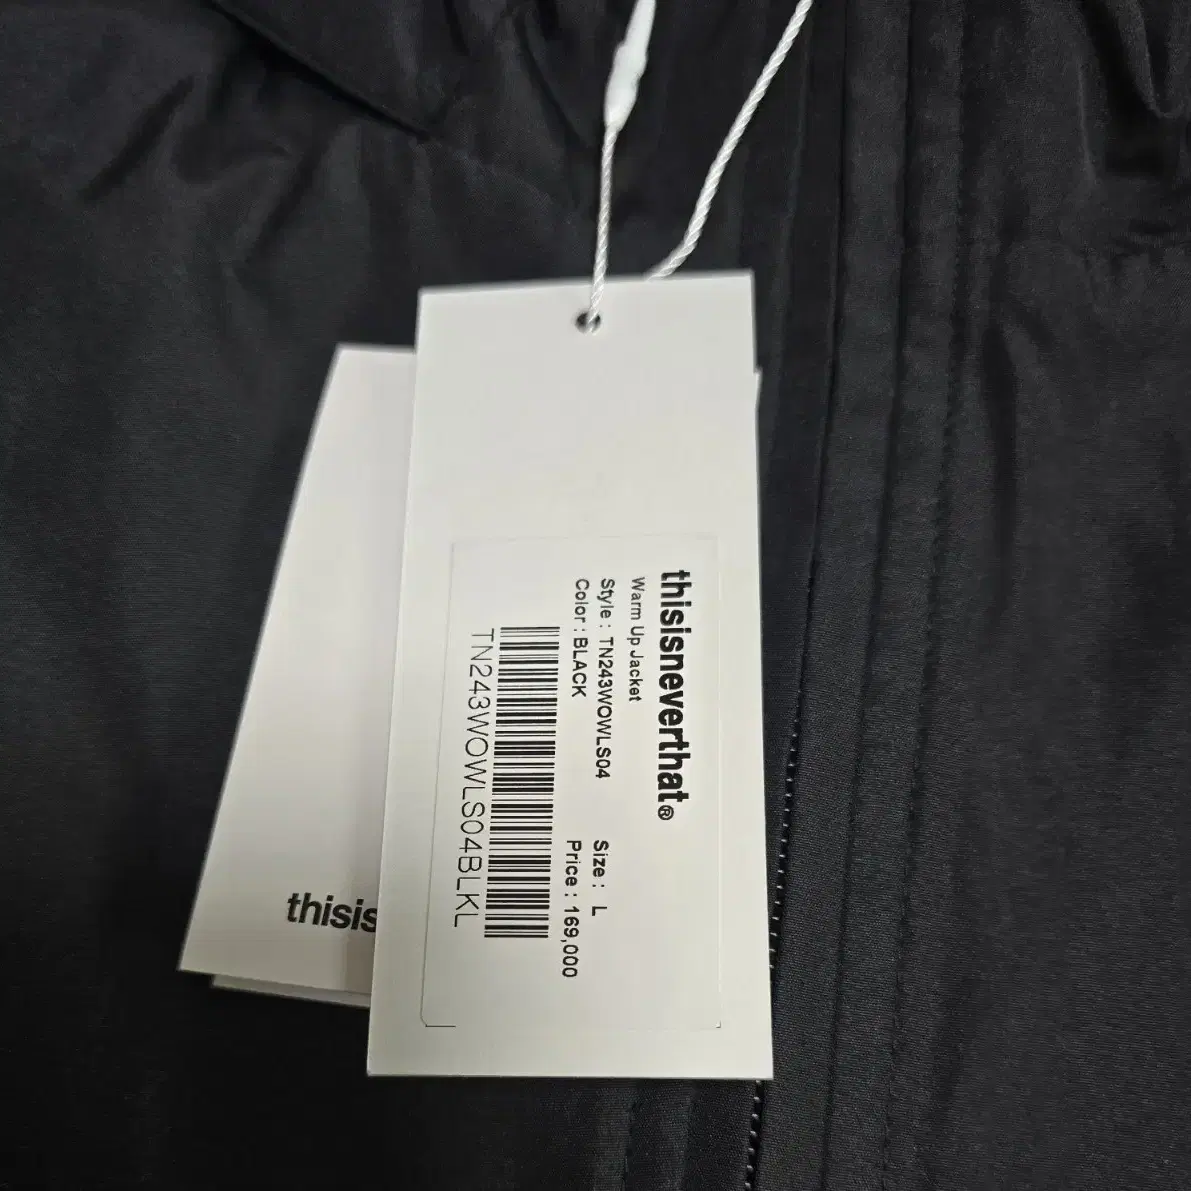 thisisneverthat®
Warm Up Jacket
Style : TN243WOWLS04 Size : L
Color : BLACK Price : 169,000
TN243WOWLS04BLKL
thisis